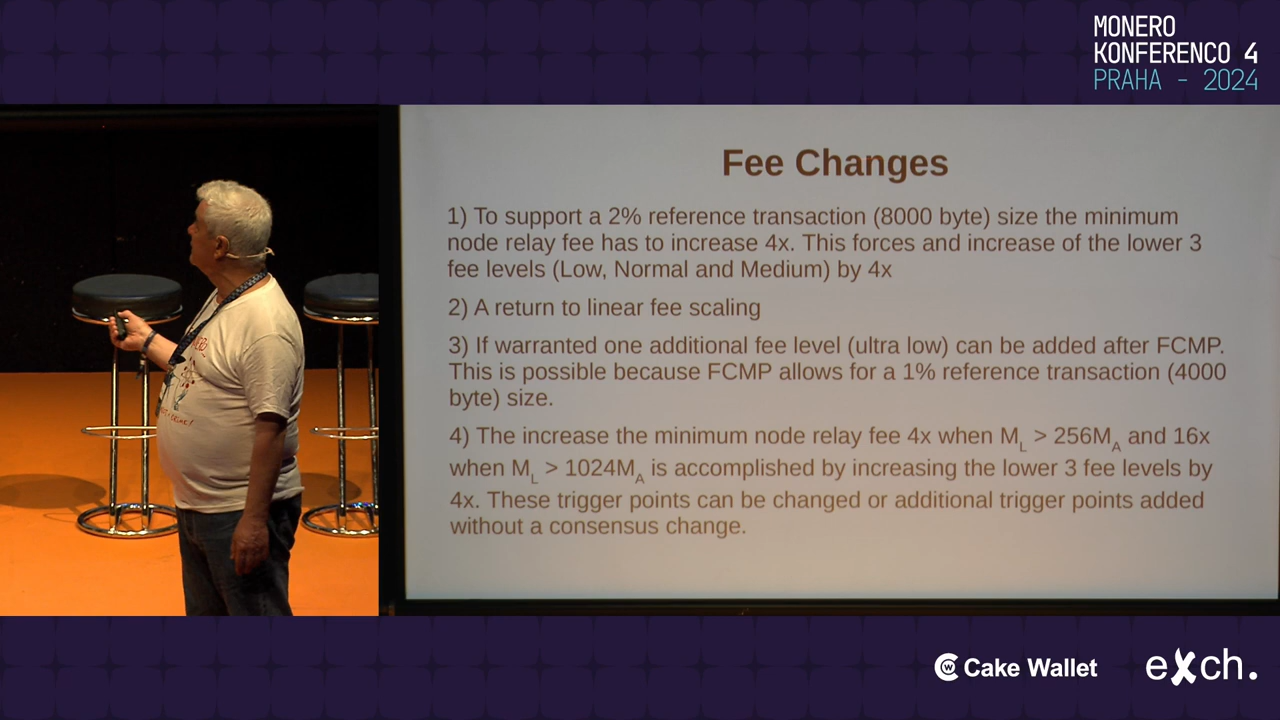 MONERO
KONFERENCO 4
PRAHA - 2024
Fee Changes
1) To support a 2% reference transaction (8000 byte) size the minimum
node relay fee has to increase 4x. This forces and increase of the lower 3
fee levels (Low, Normal and Medium) by 4x
2) A return to linear fee scaling
3) If warranted one additional fee level (ultra low) can be added after FCMP.
This is possible because FCMP allows for a 1% reference transaction (4000
byte) size.
4) The increase the minimum node relay fee 4x when M_L > 256M_A and 16x
when M_L > 1024M_A is accomplished by increasing the lower 3 fee levels by
4x. These trigger points can be changed or additional trigger points added
without a consensus change.
Cake Wallet
exch.